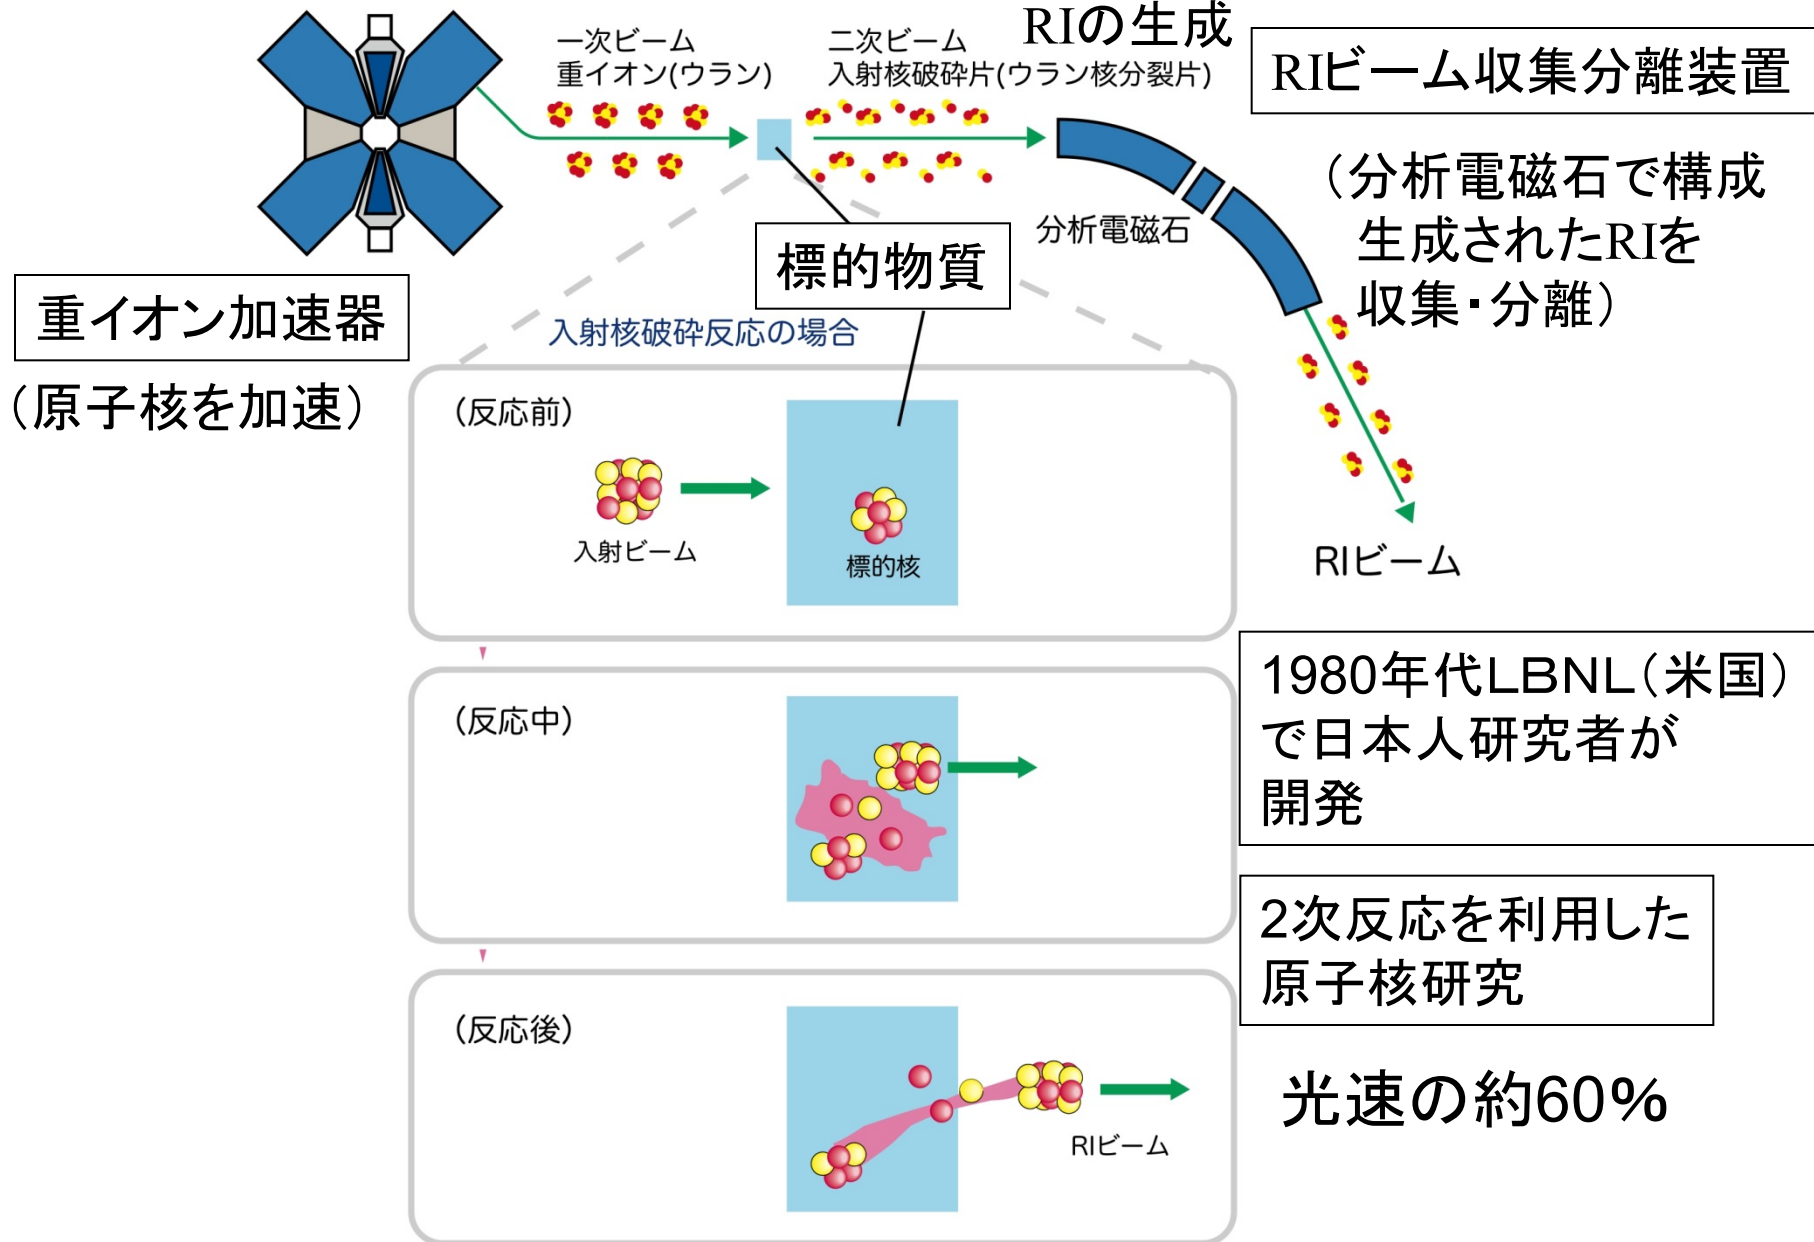 RIの生成
一次ビーム
重イオン(ウラン)
二次ビーム
入射核破砕片(ウラン核分裂片)
RIビーム収集分離装置
(分析電磁石で構成
生成されたRIを
収集・分離)
分析電磁石
標的物質
重イオン加速器
(原子核を加速)
入射核破砕反応の場合
(反応前)
入射ビーム
標的核
RIビーム
(反応中)
1980年代LBNL(米国)
で日本人研究者が
開発
2次反応を利用した
原子核研究
(反応後)
RIビーム
光速の約60%